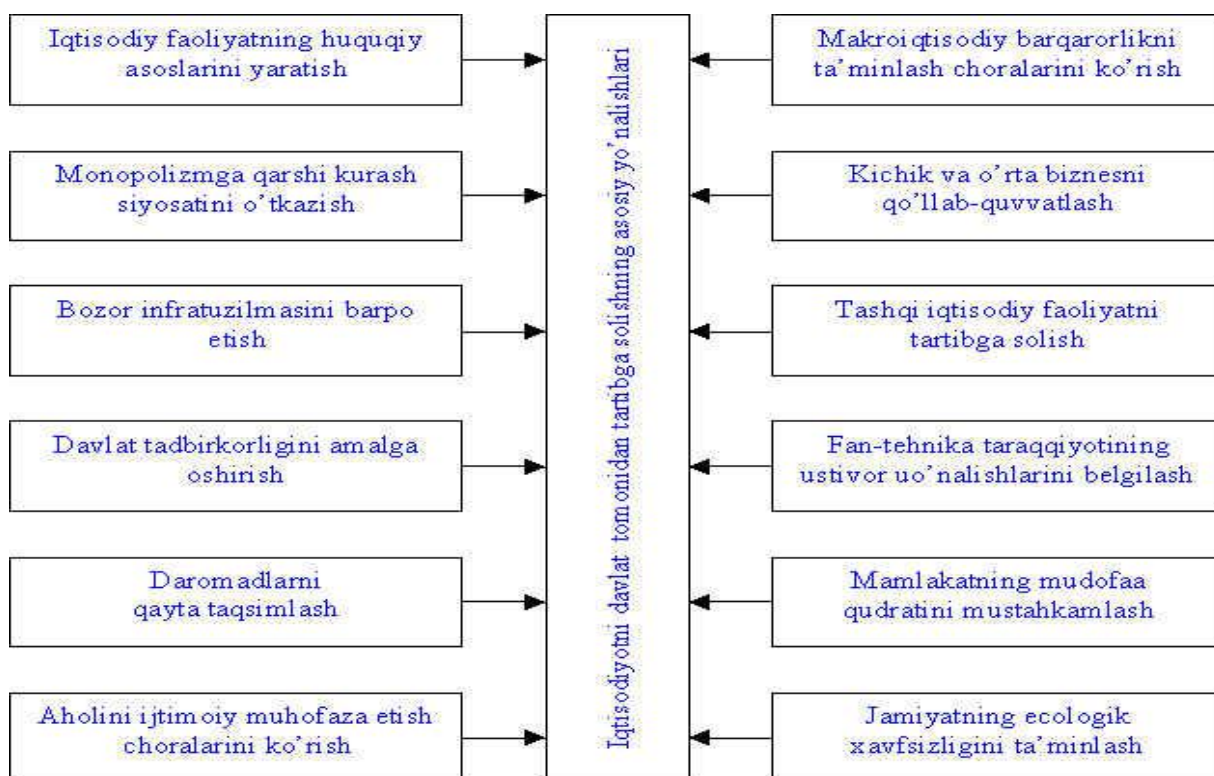 Iqtisodiy faoliyatning huquqiy
asoslarini yaratish
Monopolizmga qarshi kurash
siyosatini o'tkazish
Bozor infratuzilmasini barpo
etish
Davlat tadbirkorligini amalga
oshirish
Daromadlarni
qayta taqsimlash
Aholini ijtimoiy muhofaza etish
choralarini ko'rish
Iqtisodiyotni davlat tomonidan tartibga solishning asosiy yo'nalishlari
Makroiqtisodiy barqarorlikni
ta'minlash choralarini ko'rish
Kichik va o'rta biznesni
qo'llab-quvvatlash
Tashqi iqtisodiy faoliyatni
tartibga solish
Fan-tehnika taraqqiyotining
ustivor uo'nalishlarini belgilash
Mamlakatning mudofaa
qudratini mustahkamlash
Jamiyatning ecologik
xavfsizligini ta'minlash